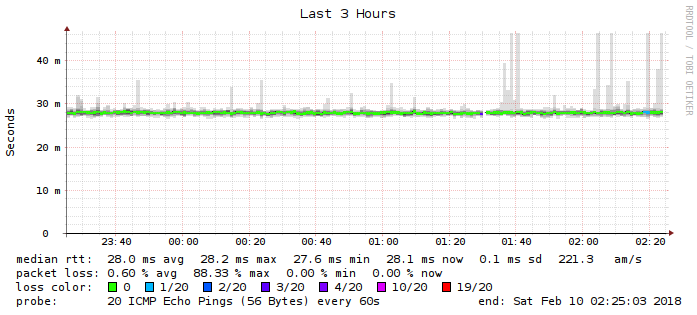 Last 3 Hours
RRDTOOL / TOBI OETIKER
Seconds
40 m
30 m
20 m
10 m
0
23:40 00:00 00:20 00:40 01:00 01:20 01:40 02:00 02:20
median rtt: 28.0 ms avg 28.2 ms max 27.6 ms min 28.1 ms now 0.1 ms sd 221.3 am/s
packet loss: 0.60 % avg 88.33 % max 0.00 % min 0.00 % now
loss color: 0 1/20 2/20 3/20 4/20 10/20 19/20
probe: 20 ICMP Echo Pings (56 Bytes) every 60s end: Sat Feb 10 02:25:03 2018